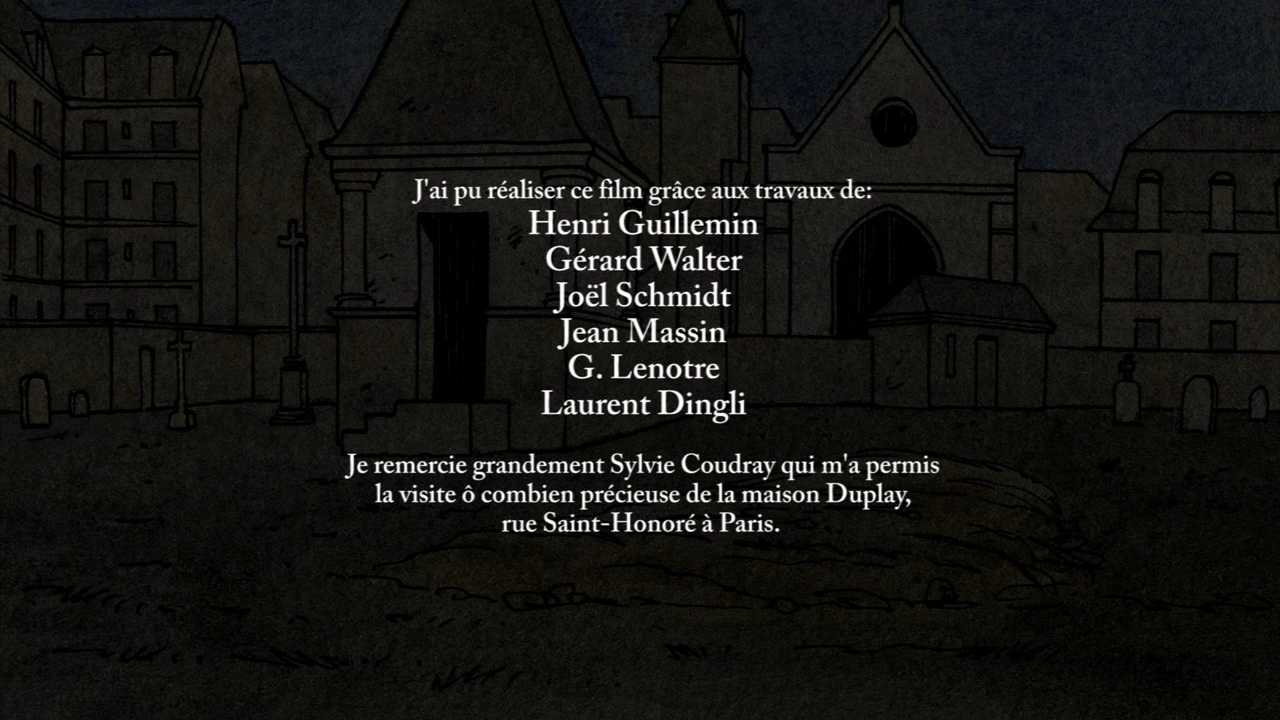 J'ai pu réaliser ce film grâce aux travaux de:
Henri Guillemin
Gérard Walter
Joël Schmidt
Jean Massin
G. Lenotre
Laurent Dingli
Je remercie grandement Sylvie Coudray qui m'a permis
la visite ô combien précieuse de la maison Duplay,
rue Saint-Honoré à Paris.